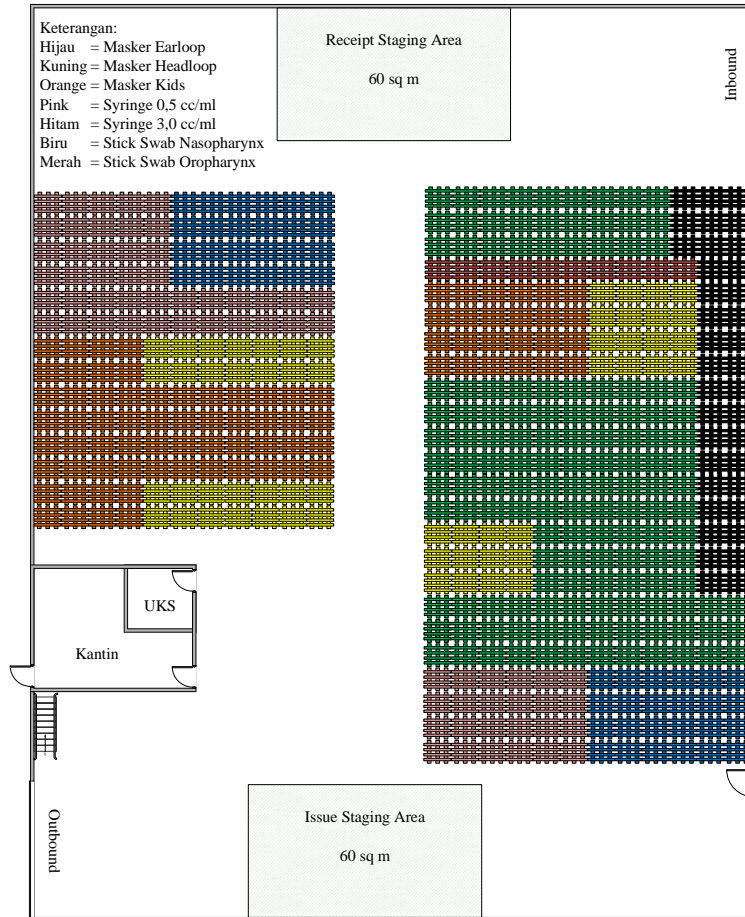 Keterangan:
Hijau = Masker Earloop
Kuning = Masker Headloop
Orange = Masker Kids
Pink = Syringe 0,5 cc/ml
Hitam = Syringe 3,0 cc/ml
Biru = Stick Swab Nasopharynx
Merah = Stick Swab Oropharynx
Receipt Staging Area
60 sq m
Inbound
UKS
Kantin
Outbound
Issue Staging Area
60 sq m